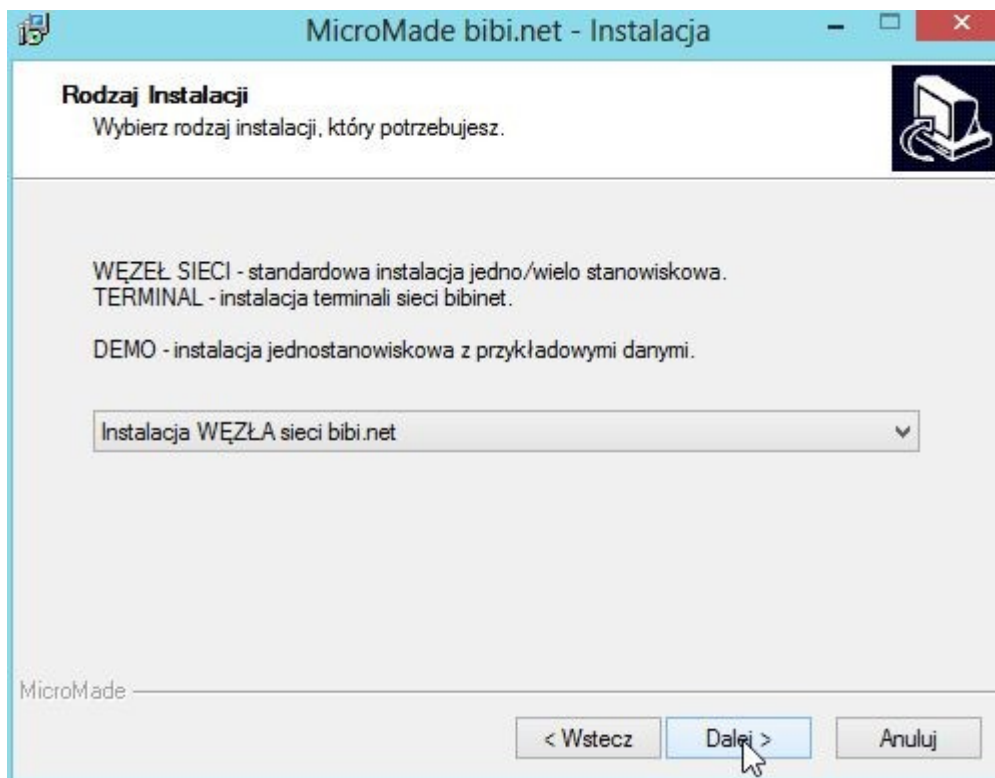 MicroMade bibi.net - Instalacja
Rodzaj Instalacji
Wybierz rodzaj instalacji, który potrzebujesz.
WĘZEŁ SIECI - standardowa instalacja jedno/wielo stanowiskowa.
TERMINAL - instalacja terminali sieci bibinet.
DEMO - instalacja jednostanowiskowa z przykładowymi danymi.
Instalacja WĘZŁA sieci bibi.net
MicroMade
< Wstecz
Dalej >
Anuluj